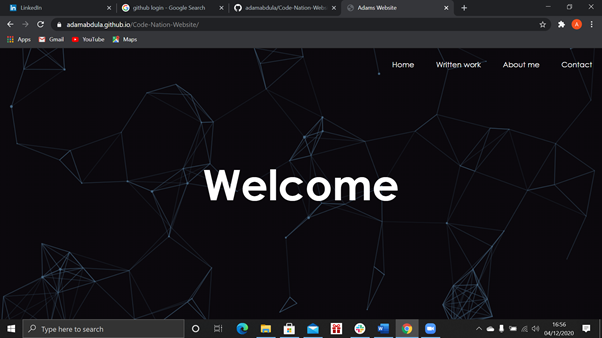 LinkedIn
github login - Google Search
adamabdula/Code-Nation-Web
Adams Website
adamabdula.github.io/Code-Nation-Website/
A
Apps
Gmail
YouTube
Maps
Home
Written work
About me
Contact
Welcome
Type here to search
16:56
04/12/2020